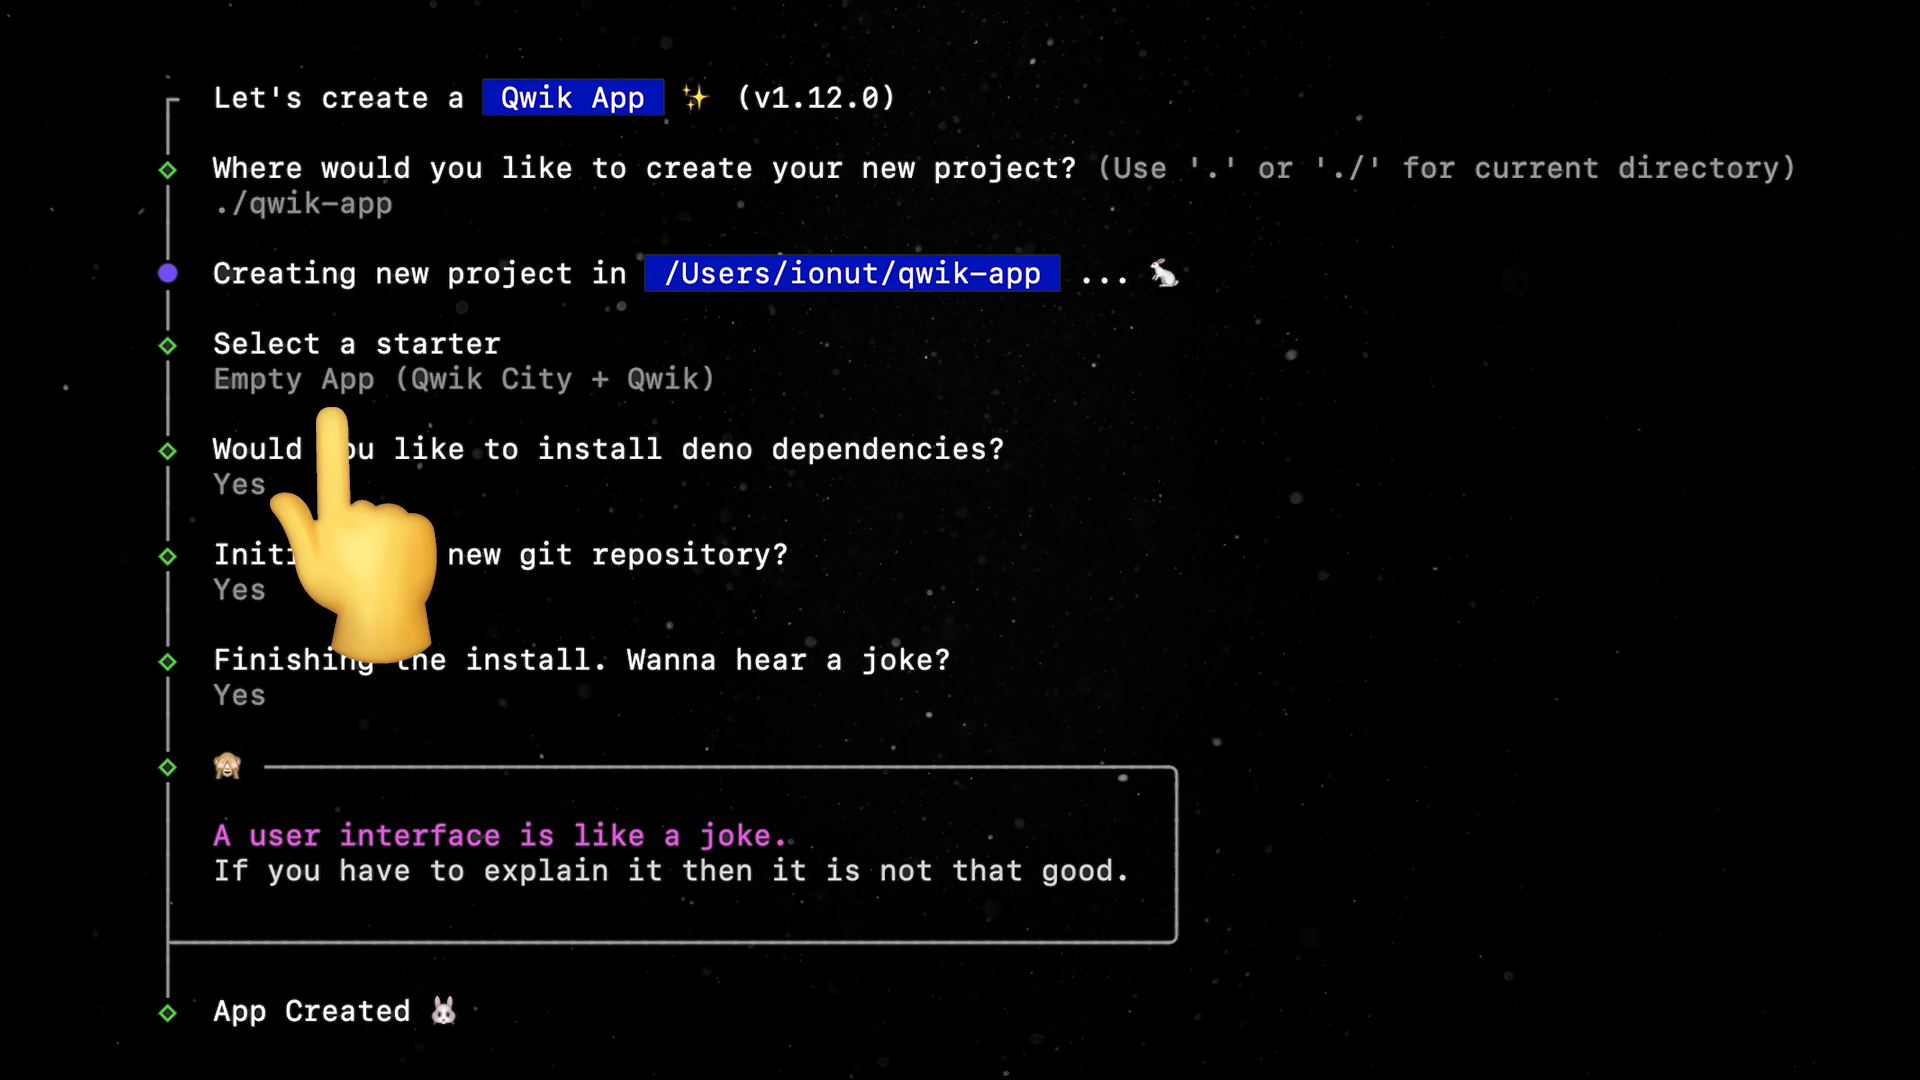 Let's create a Qwik App ✨ (v1.12.0)
Where would you like to create your new project? (Use '.' or './' for current directory)
./qwik-app
Creating new project in /Users/ionut/qwik-app ... 🐇
Select a starter
Empty App (Qwik City + Qwik)
Would you like to install deno dependencies?
Yes
new git repository?
Yes
Finishing the install. Wanna hear a joke?
Yes
🙈
A user interface is like a joke.
If you have to explain it then it is not that good.
App Created 🐰